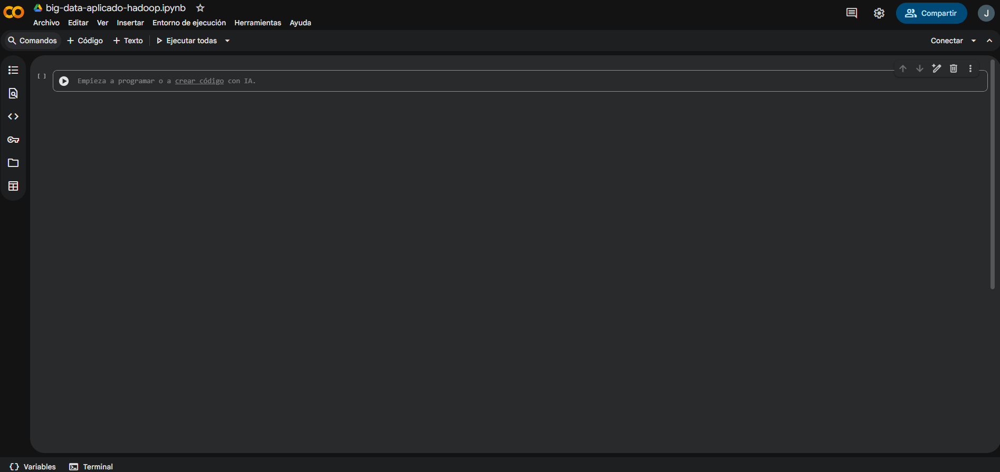 big-data-aplicado-hadoop.ipynb
Archivo Editar Ver Insertar Entorno de ejecución Herramientas Ayuda
Compartir
J
Comandos + Código + Texto Ejecutar todas
Conectar
[ ] Empieza a programar o a crear código con IA.
Variables Terminal